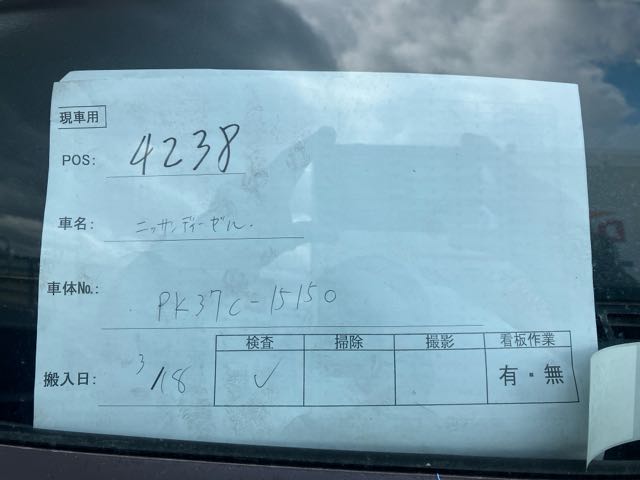 現車用
POS: 4238
車名: ニッサンディーゼル.
車体No.: PK37C-15150
搬入日: 3/18
検査 掃除 撮影 看板作業
✓ 有・無